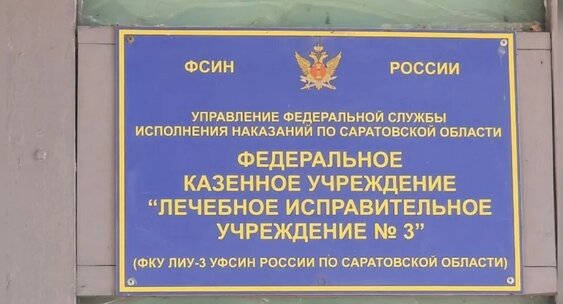 ФСИН РОССИИ
УПРАВЛЕНИЕ ФЕДЕРАЛЬНОЙ СЛУЖБЫ
ИСПОЛНЕНИЯ НАКАЗАНИЙ ПО САРАТОВСКОЙ ОБЛАСТИ
ФЕДЕРАЛЬНОЕ
КАЗЕННОЕ УЧРЕЖДЕНИЕ
“ЛЕЧЕБНОЕ ИСПРАВИТЕЛЬНОЕ
УЧРЕЖДЕНИЕ № 3”
(ФКУ ЛИУ-3 УФСИН РОССИИ ПО САРАТОВСКОЙ ОБЛАСТИ)